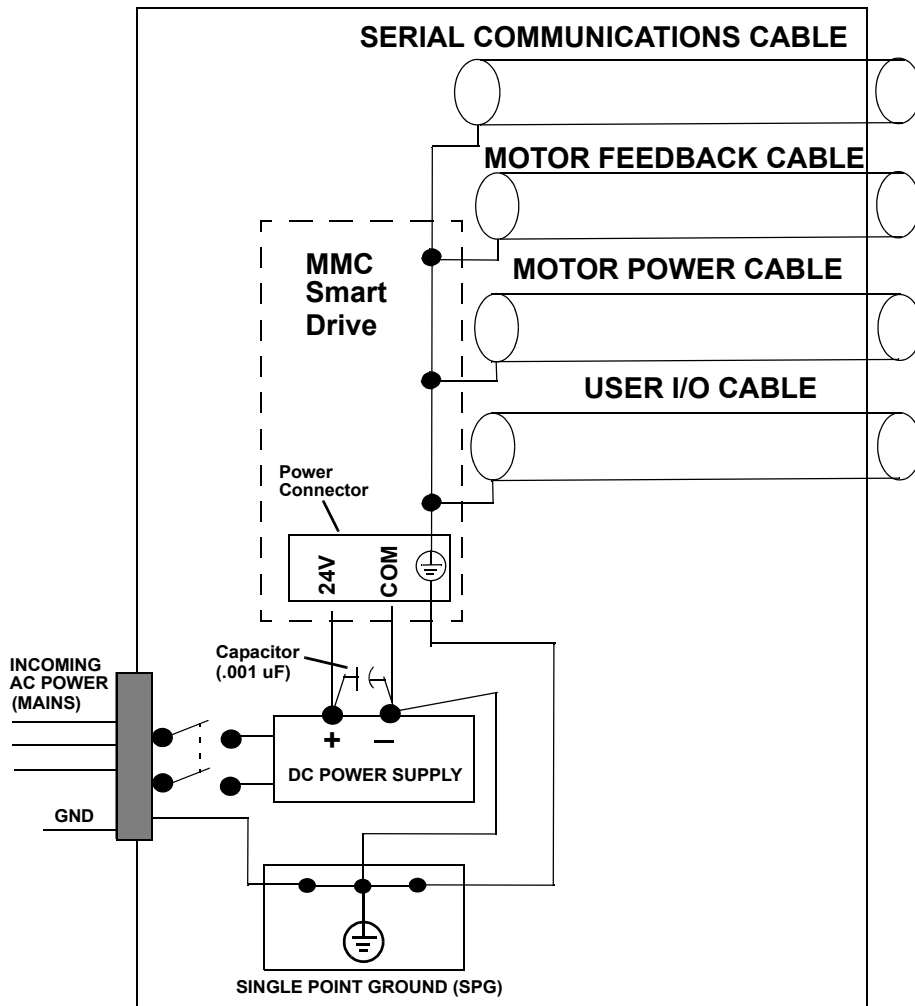 SERIAL COMMUNICATIONS CABLE
MOTOR FEEDBACK CABLE
MMC
Smart
Drive
MOTOR POWER CABLE
USER I/O CABLE
Power
Connector
24V
COM
Capacitor
(.001 uF)
INCOMING
AC POWER
(MAINS)
+ –
DC POWER SUPPLY
GND
SINGLE POINT GROUND (SPG)